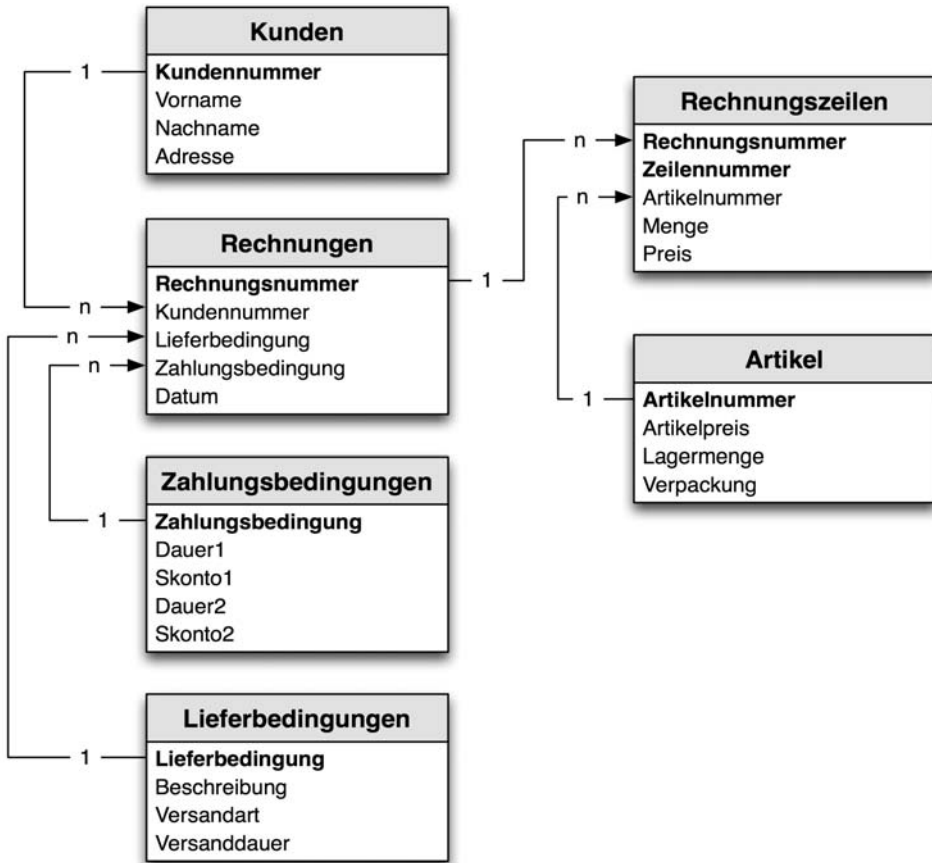 Kunden
1
Kundennummer
Vorname
Nachname
Adresse
Rechnungen
Rechnungsnummer
1
n
Kundennummer
n
Lieferbedingung
n
Zahlungsbedingung
Datum
Zahlungsbedingungen
1
Zahlungsbedingung
Dauer1
Skonto1
Dauer2
Skonto2
Lieferbedingungen
1
Lieferbedingung
Beschreibung
Versandart
Versanddauer
Rechnungszeilen
n
Rechnungsnummer
Zeilennummer
n
Artikelnummer
Menge
Preis
Artikel
1
Artikelnummer
Artikelpreis
Lagermenge
Verpackung